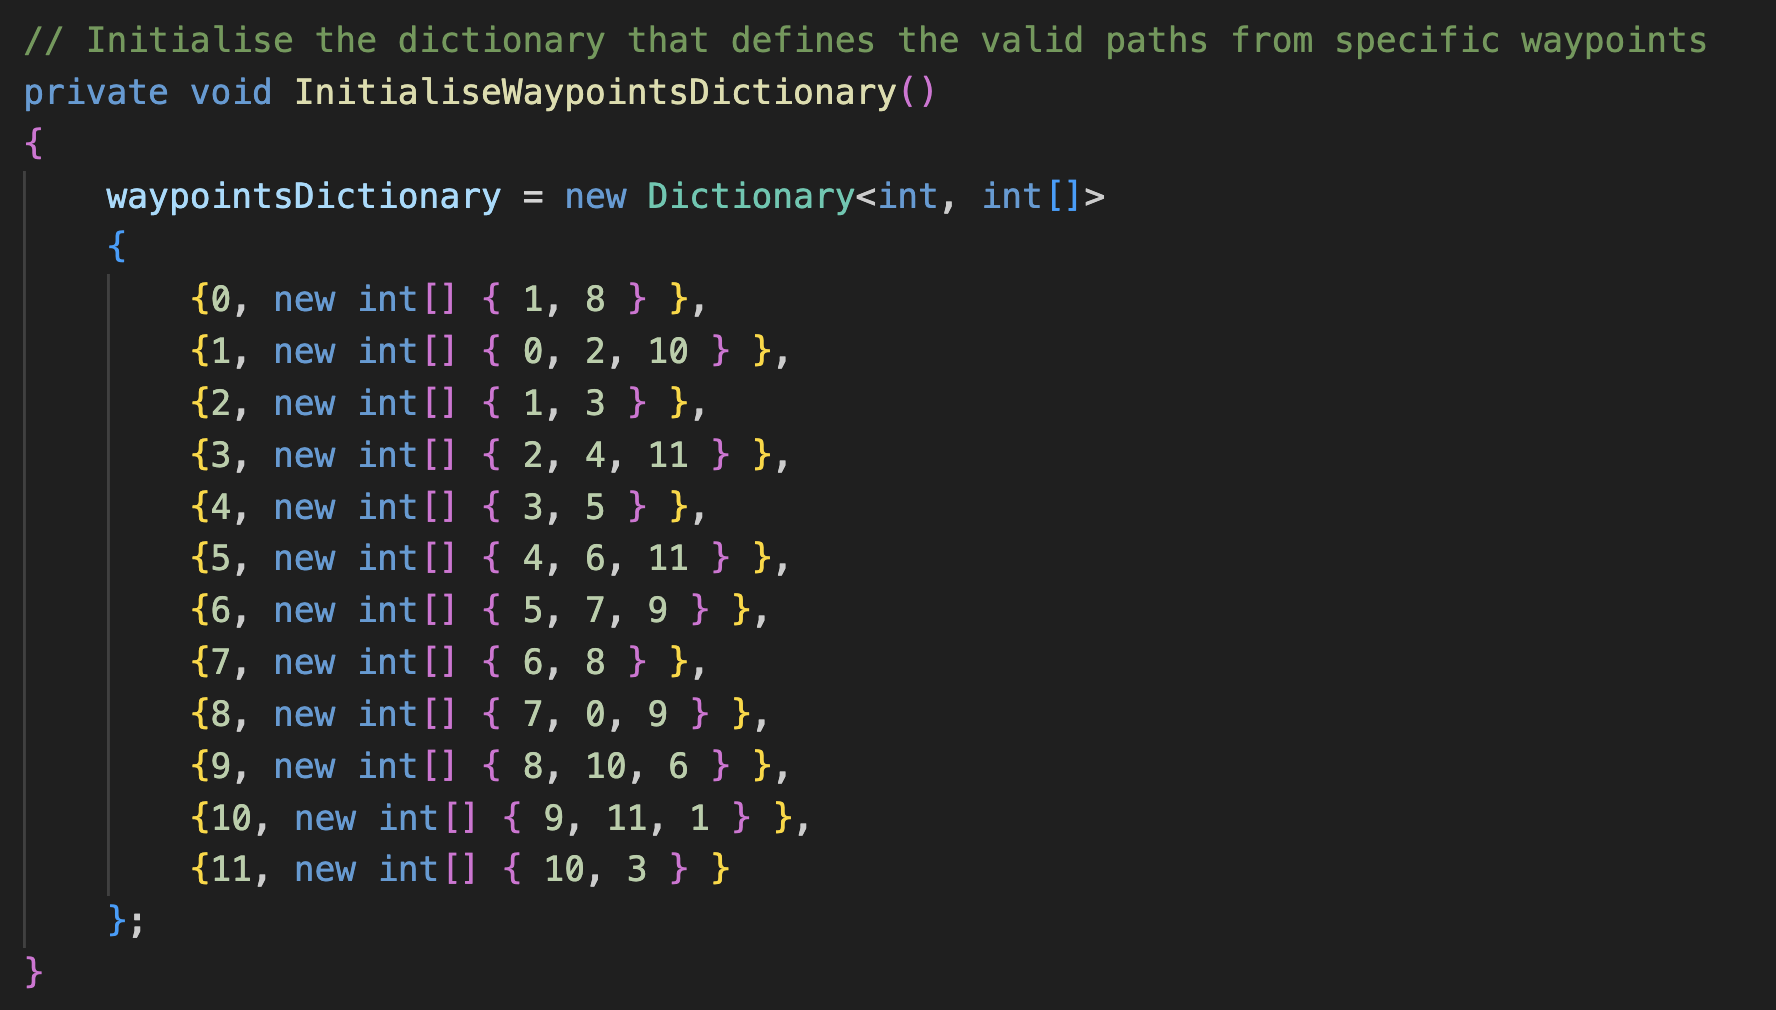 // Initialise the dictionary that defines the valid paths from specific waypoints
private void InitialiseWaypointsDictionary()
{
    waypointsDictionary = new Dictionary<int, int[]>
    {
        {0, new int[] { 1, 8 } },
        {1, new int[] { 0, 2, 10 } },
        {2, new int[] { 1, 3 } },
        {3, new int[] { 2, 4, 11 } },
        {4, new int[] { 3, 5 } },
        {5, new int[] { 4, 6, 11 } },
        {6, new int[] { 5, 7, 9 } },
        {7, new int[] { 6, 8 } },
        {8, new int[] { 7, 0, 9 } },
        {9, new int[] { 8, 10, 6 } },
        {10, new int[] { 9, 11, 1 } },
        {11, new int[] { 10, 3 } }
    };
}